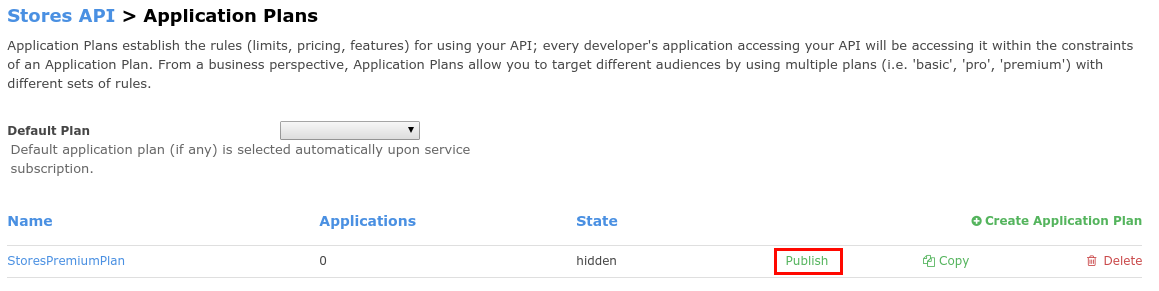 Stores API > Application Plans
Application Plans establish the rules (limits, pricing, features) for using your API; every developer's application accessing your API will be accessing it within the constraints
of an Application Plan. From a business perspective, Application Plans allow you to target different audiences by using multiple plans (i.e. 'basic', 'pro', 'premium') with
different sets of rules.
Default Plan
Default application plan (if any) is selected automatically upon service
subscription.
Name Applications State Create Application Plan
StoresPremiumPlan 0 hidden Publish Copy Delete